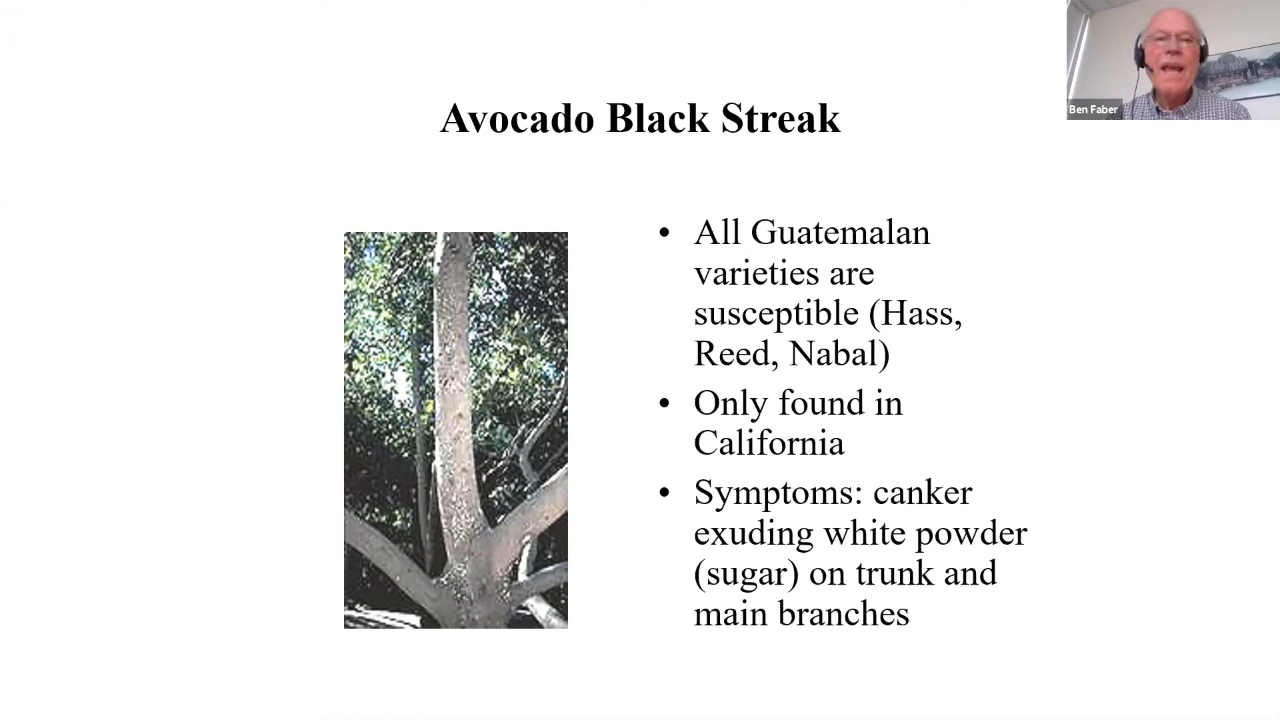 Ben Faber
Avocado Black Streak
• All Guatemalan
varieties are
susceptible (Hass,
Reed, Nabal)
• Only found in
California
• Symptoms: canker
exuding white powder
(sugar) on trunk and
main branches